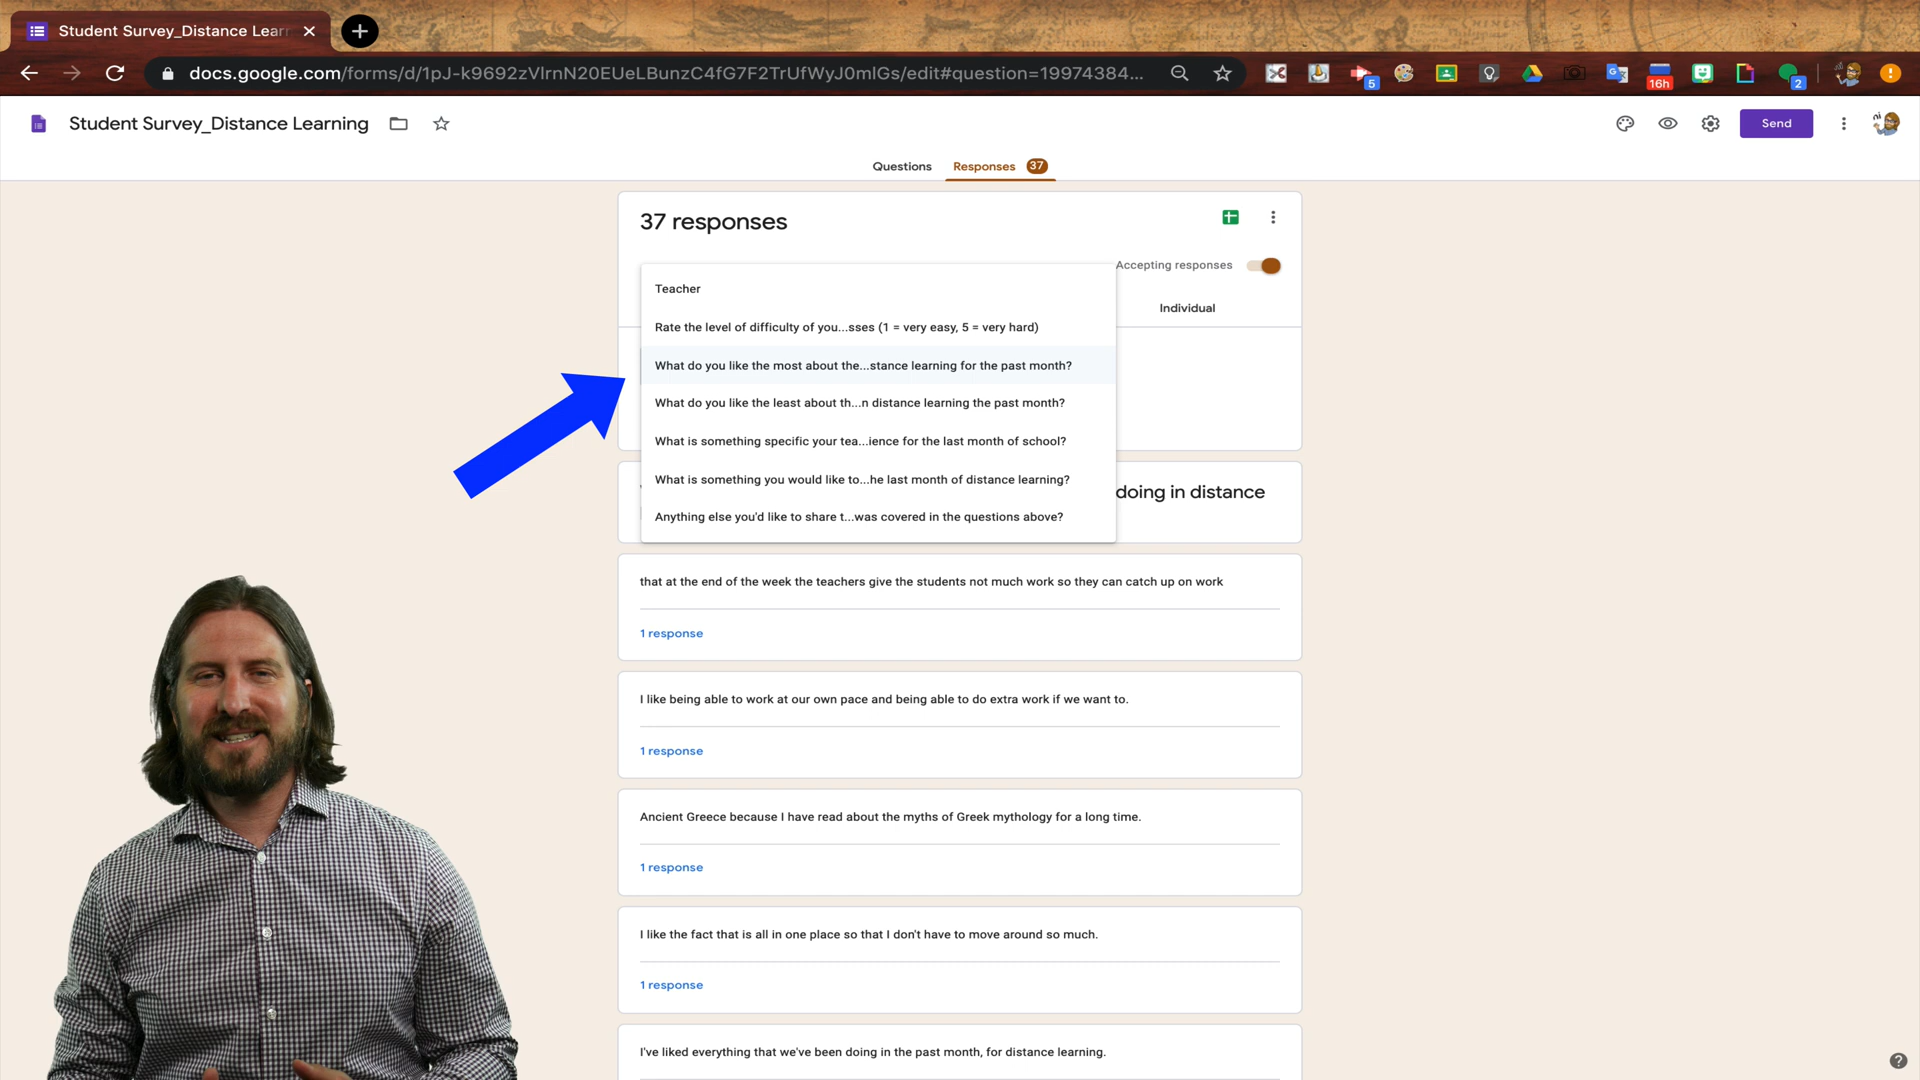 Student Survey_Distance Lear
docs.google.com/forms/d/1pJ-k9692zVlrnN20EUeLBunzC4fG7F2TrUfWyJ0mlGs/edit#question=19974384...
5
16h
2
Student Survey_Distance Learning
Send
Questions
Responses 37
37 responses
Accepting responses
Individual
Teacher
Rate the level of difficulty of you...sses (1 = very easy, 5 = very hard)
What do you like the most about the...stance learning for the past month?
What do you like the least about th...n distance learning the past month?
What is something specific your tea...ience for the last month of school?
What is something you would like to...he last month of distance learning?
Anything else you'd like to share t...was covered in the questions above?
doing in distance
that at the end of the week the teachers give the students not much work so they can catch up on work
1 response
I like being able to work at our own pace and being able to do extra work if we want to.
1 response
Ancient Greece because I have read about the myths of Greek mythology for a long time.
1 response
I like the fact that is all in one place so that I don't have to move around so much.
1 response
I've liked everything that we've been doing in the past month, for distance learning.